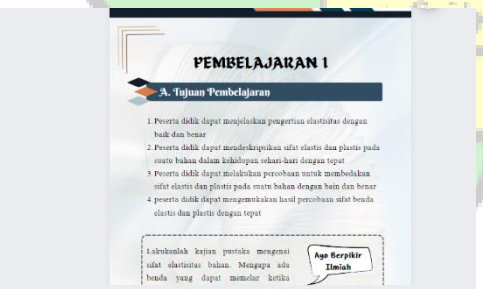 PEMBELAJARAN 1
A. Tujuan Pembelajaran
1. Peserta didik dapat menjelaskan pengertian elastisitas dengan
baik dan benar
2. Peserta didik dapat mendeskripsikan sifat elastis dan plastis pada
suatu bahan dalam kehidupan sehari-hari dengan tepat
3. Peserta didik dapat melakukan percobaan untuk membedakan
sifat elastis dan plastis pada suatu bahan dengan bain dan benar
4. peserta didik dapat mengemukakan hasil percobaan sifat benda
elastis dan plastis dengan tepat
Lakukanlah kajian pustaka mengenai
sifat elastisitas bahan. Mengapa ada
benda yang dapat memelar ketika
Ayo Berpikir
Ilmiah